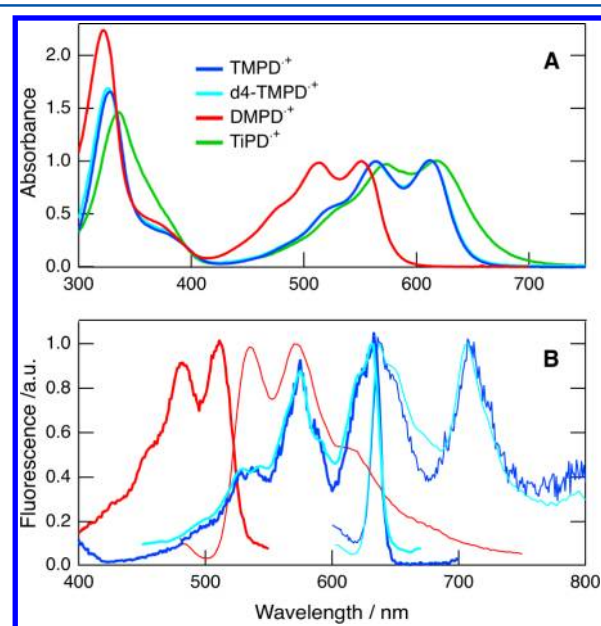 A
2.0
1.5
1.0
0.5
0.0
Absorbance
TMPD·+
d4-TMPD·+
DMPD·+
TiPD·+
300 400 500 600 700
B
1.0
0.8
0.6
0.4
0.2
0.0
Fluorescence /a.u.
400 500 600 700 800
Wavelength / nm